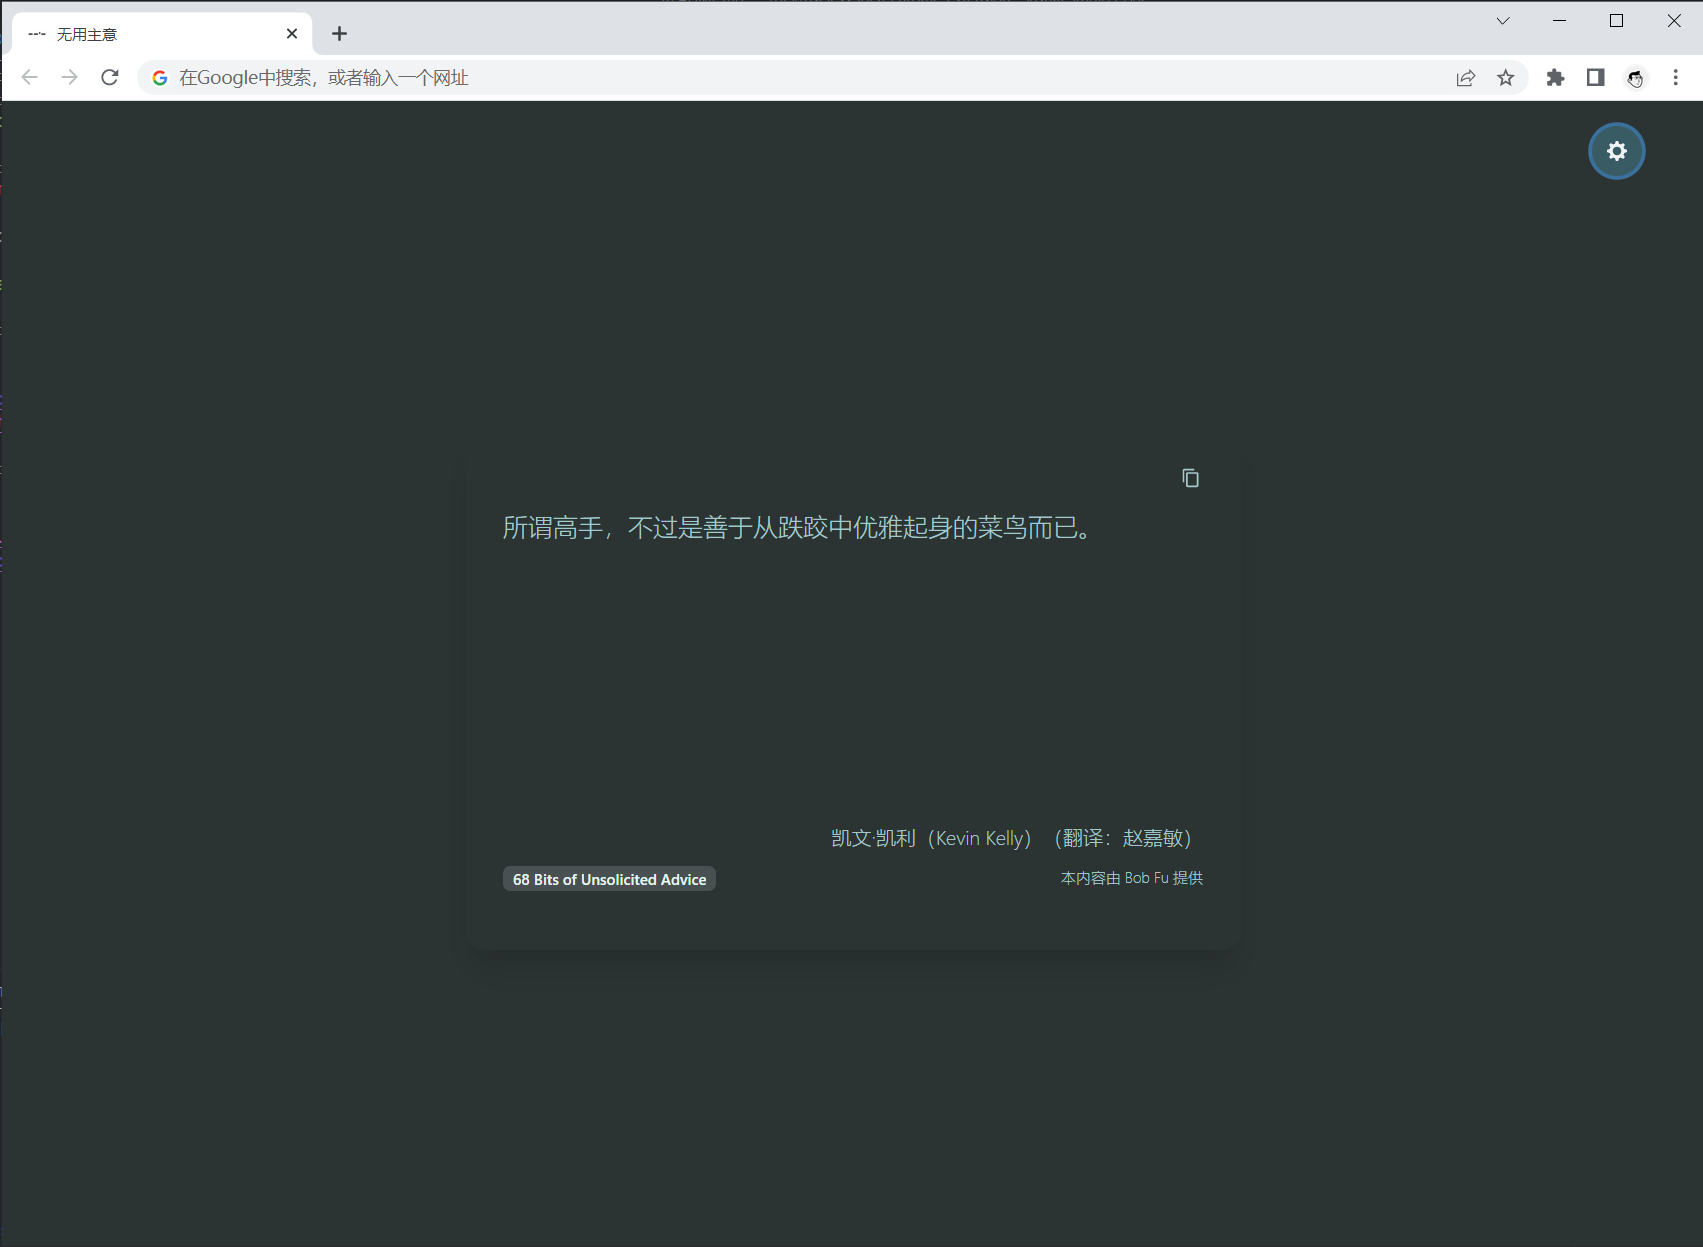 无用主意
在Google中搜索，或者输入一个网址
所谓高手，不过是善于从跌跤中优雅起身的菜鸟而已。
凯文·凯利（Kevin Kelly）（翻译：赵嘉敏）
68 Bits of Unsolicited Advice
本内容由 Bob Fu 提供